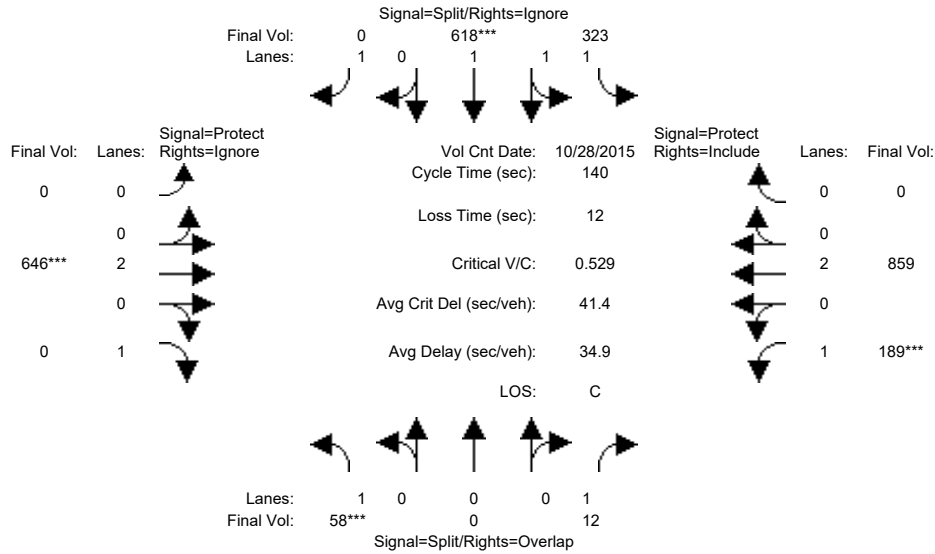 Signal=Split/Rights=Ignore
Final Vol: 0 618*** 323
Lanes: 1 0 1 1 1
Signal=Protect
Final Vol: Lanes: Rights=Ignore
Vol Cnt Date: 10/28/2015
Signal=Protect
Rights=Include Lanes: Final Vol:
Cycle Time (sec): 140
0 0
0 0
Loss Time (sec): 12
0
0
646*** 2
Critical V/C: 0.529
2 859
0
Avg Crit Del (sec/veh): 41.4
0
0 1
Avg Delay (sec/veh): 34.9
1 189***
LOS: C
Lanes: 1 0 0 0 1
Final Vol: 58*** 0 12
Signal=Split/Rights=Overlap